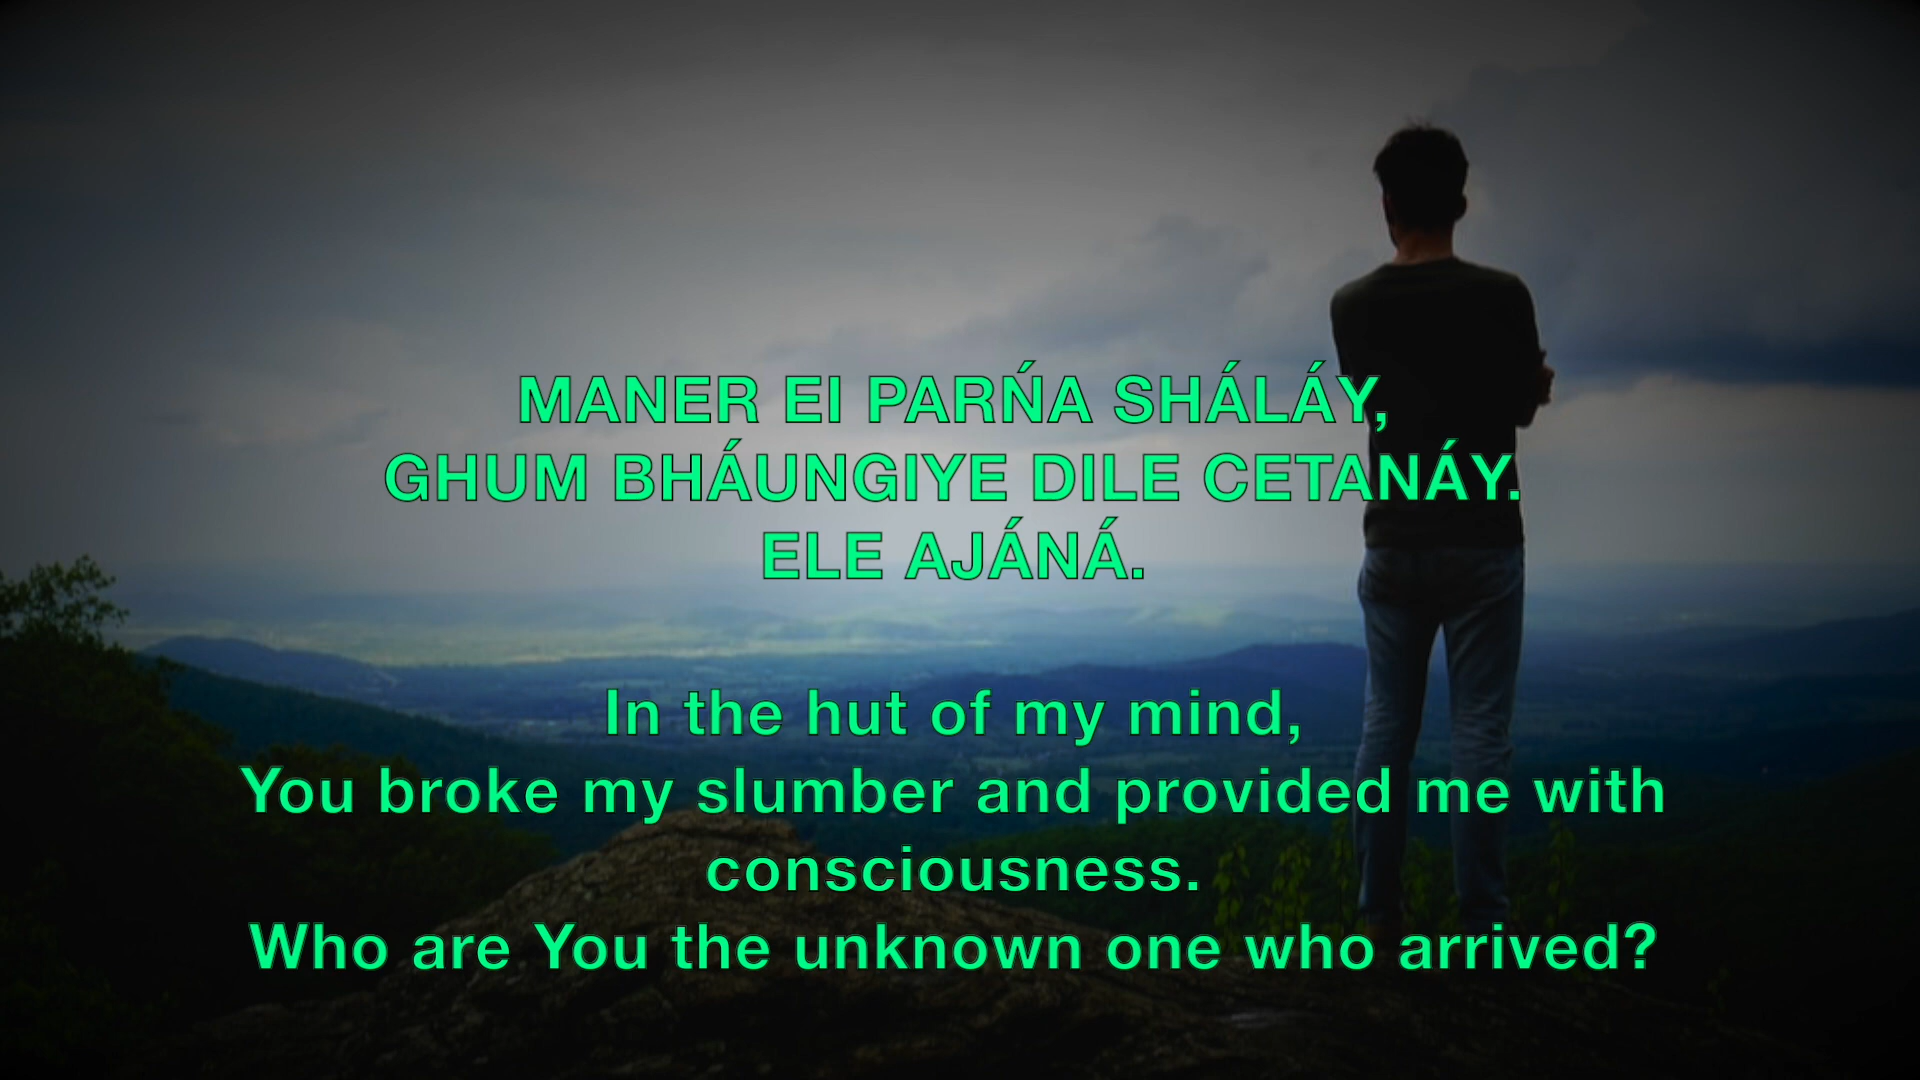 MANER EI PARŃA SHÁLÁY,
GHUM BHÁUNGIYE DILE CETANÁY.
ELE AJÁNÁ.
In the hut of my mind,
You broke my slumber and provided me with
consciousness.
Who are You the unknown one who arrived?